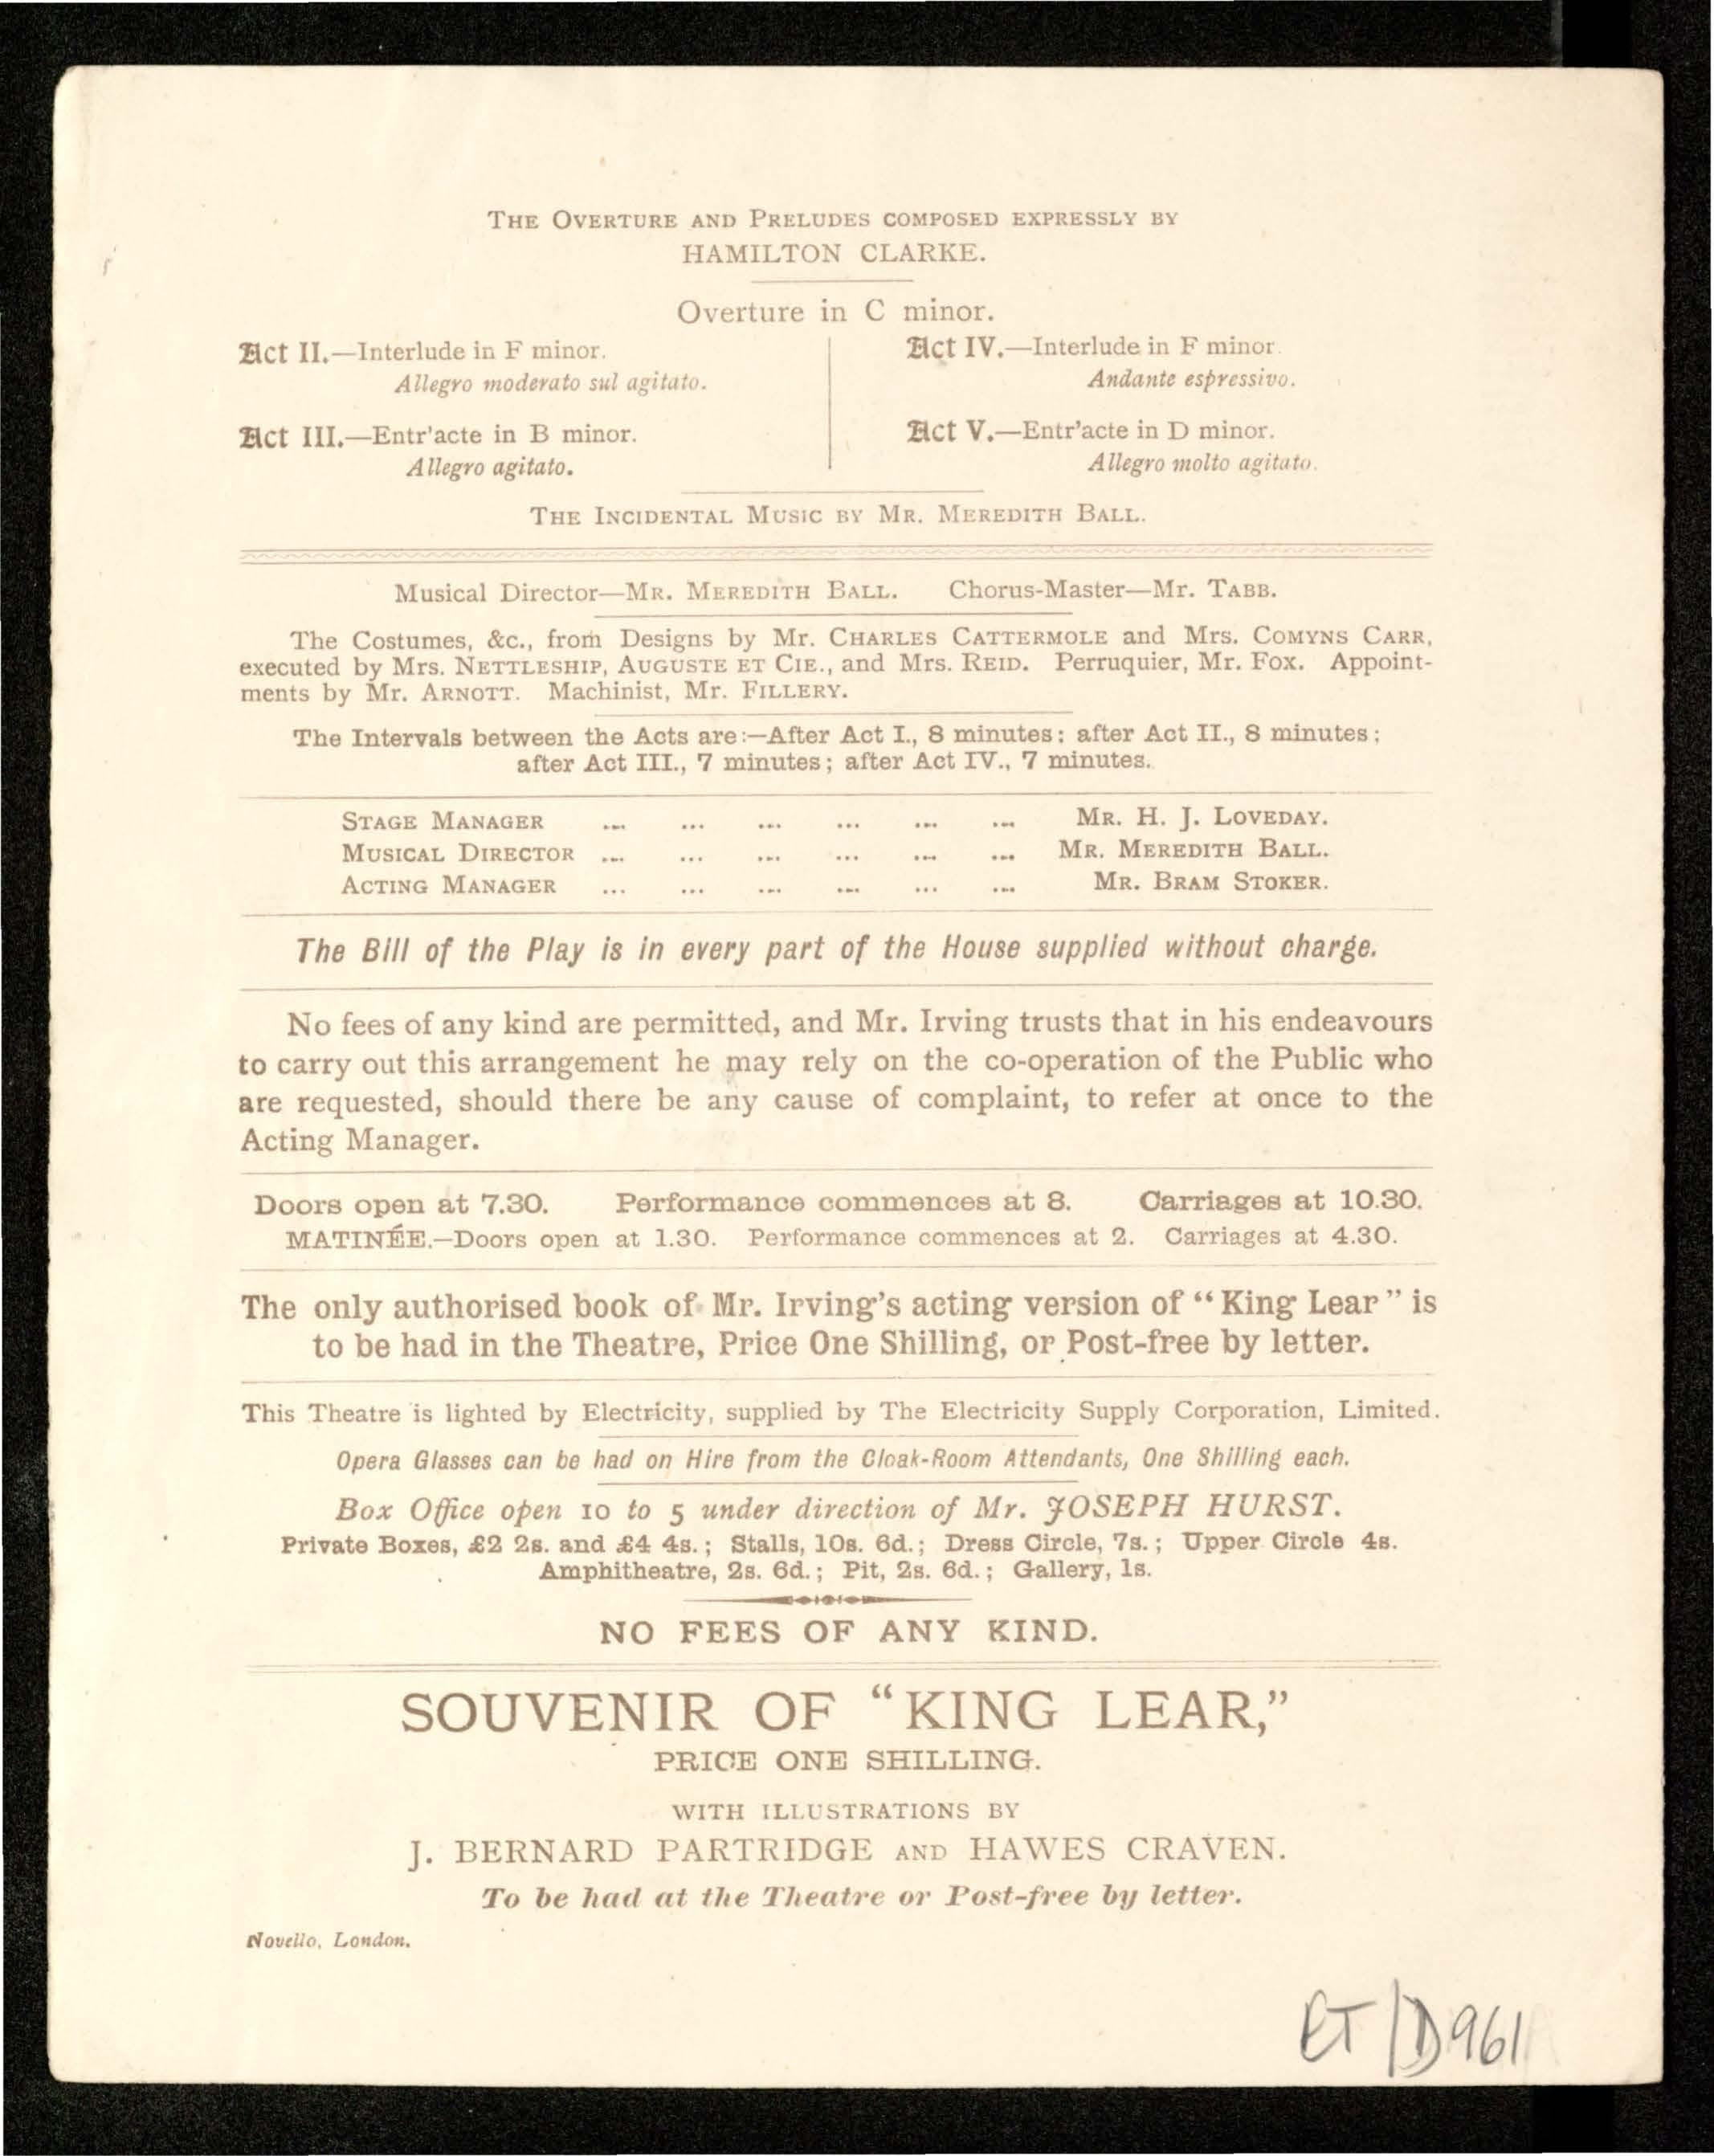 THE OVERTURE AND PRELUDES COMPOSED EXPRESSLY BY
HAMILTON CLARKE.
Overture in C minor.
Act II.—Interlude in F minor.
Allegro moderato sul agitato.
Act III.—Entr'acte in B minor.
Allegro agitato.
Act IV.—Interlude in F minor.
Andante espressivo.
Act V.—Entr'acte in D minor.
Allegro molto agitato.
THE INCIDENTAL MUSIC BY MR. MEREDITH BALL.
Musical Director—MR. MEREDITH BALL. Chorus-Master—Mr. TABB.
The Costumes, &c., from Designs by Mr. CHARLES CATTERMOLE and Mrs. COMYNS CARR,
executed by Mrs. NETTLESHIP, AUGUSTE ET CIE., and Mrs. REID. Perruquier, Mr. Fox. Appoint-
ments by Mr. ARNOTT. Machinist, Mr. FILLERY.
The Intervals between the Acts are:—After Act I., 8 minutes; after Act II., 8 minutes;
after Act III., 7 minutes; after Act IV., 7 minutes.
STAGE MANAGER ... ... ... ... ... ... MR. H. J. LOVEDAY.
MUSICAL DIRECTOR ... ... ... ... ... ... MR. MEREDITH BALL.
ACTING MANAGER ... ... ... ... ... ... MR. BRAM STOKER.
The Bill of the Play is in every part of the House supplied without charge.
No fees of any kind are permitted, and Mr. Irving trusts that in his endeavours
to carry out this arrangement he may rely on the co-operation of the Public who
are requested, should there be any cause of complaint, to refer at once to the
Acting Manager.
Doors open at 7.30. Performance commences at 8. Carriages at 10.30.
MATINÉE.—Doors open at 1.30. Performance commences at 2. Carriages at 4.30.
The only authorised book of Mr. Irving's acting version of "King Lear" is
to be had in the Theatre, Price One Shilling, or Post-free by letter.
This Theatre is lighted by Electricity, supplied by The Electricity Supply Corporation, Limited.
Opera Glasses can be had on Hire from the Cloak-Room Attendants, One Shilling each.
Box Office open 10 to 5 under direction of Mr. JOSEPH HURST.
Private Boxes, £2 2s. and £4 4s.; Stalls, 10s. 6d.; Dress Circle, 7s.; Upper Circle 4s.
Amphitheatre, 2s. 6d.; Pit, 2s. 6d.; Gallery, 1s.
NO FEES OF ANY KIND.
SOUVENIR OF "KING LEAR,"
PRICE ONE SHILLING.
WITH ILLUSTRATIONS BY
J. BERNARD PARTRIDGE AND HAWES CRAVEN.
To be had at the Theatre or Post-free by letter.
Novello, London.
ET/D961